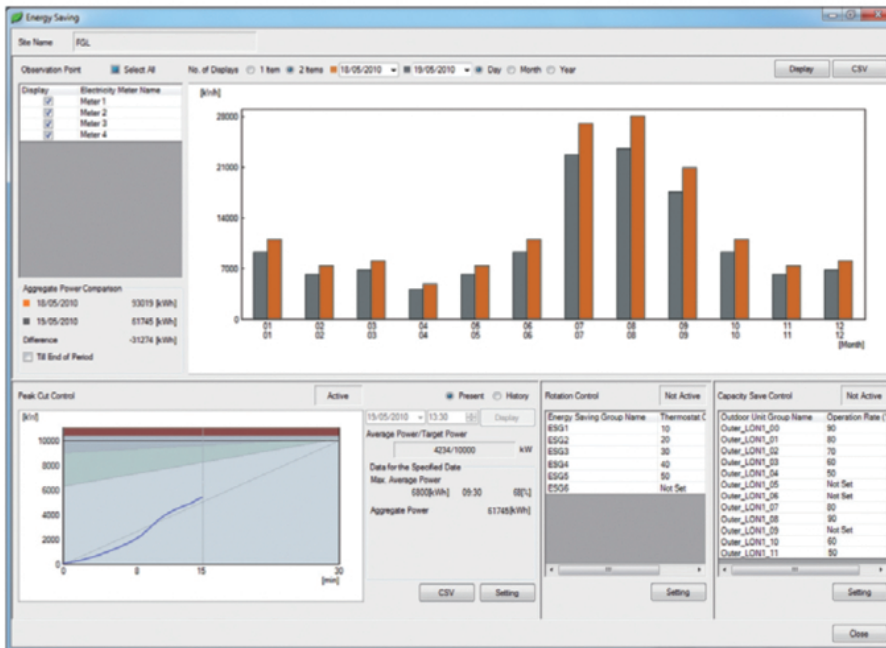 Energy Saving
Site Name FGL
Observation Point Select All No. of Displays 1 Item 2 Items 18/05/2010 19/05/2010 Day Month Year Display CSV
Display Electricity Meter Name
Meter 1
Meter 2
Meter 3
Meter 4
[kWh]
28000
21000
14000
7000
0
01 02 03 04 05 06 07 08 09 10 11 12
01 02 03 04 05 06 07 08 09 10 11 12
[Month]
Aggregate Power Comparison
18/05/2010 93019 [kWh]
19/05/2010 61745 [kWh]
Difference -31274 [kWh]
Till End of Period
Peak Cut Control Active
[kW]
10000
8000
6000
4000
2000
0
0 8 15 30
[min]
Present History
19/05/2010 13:30 Display
Average Power/Target Power
4234/10000 kW
Data for the Specified Date
Max. Average Power
6800[kWh] 09:30 68[%]
Aggregate Power 61745[kWh]
CSV Setting
Rotation Control Not Active
Energy Saving Group Name Thermostat
ESG1 10
ESG2 20
ESG3 30
ESG4 40
ESG5 50
ESG6 Not Set
Setting
Capacity Save Control Not Active
Outdoor Unit Group Name Operation Rate (
Outer_LON1_00 90
Outer_LON1_01 80
Outer_LON1_02 70
Outer_LON1_03 60
Outer_LON1_04 50
Outer_LON1_05 Not Set
Outer_LON1_06 Not Set
Outer_LON1_07 80
Outer_LON1_08 90
Outer_LON1_09 Not Set
Outer_LON1_10 60
Outer_LON1_11 50
Setting
Close